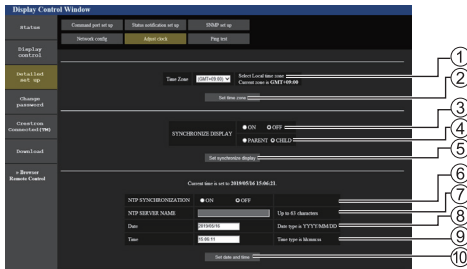 Display Control Window
Status
Display control
Detailed set up
Change password
Crestron Connected(TM)
Download
e-Browser Remote Control
Command port set up
Status notification set up
SNMP set up
Network config
Adjust clock
Ping test
Time Zone
(GMT+09:00)
Select Local time zone
Current zone is GMT+09:00
Set time zone
SYNCHRONIZE DISPLAY
ON OFF
PARENT CHILD
Set synchronize display
Current time is set to 2019/05/16 15:06:21.
NTP SYNCHRONIZATION
ON OFF
NTP SERVER NAME
Up to 63 characters
Date
2019/05/16
Date type is YYYY/MM/DD
Time
15:06:11
Time type is hh:mm:ss
Set date and time
1
2
3
4
5
6
7
8
9
10